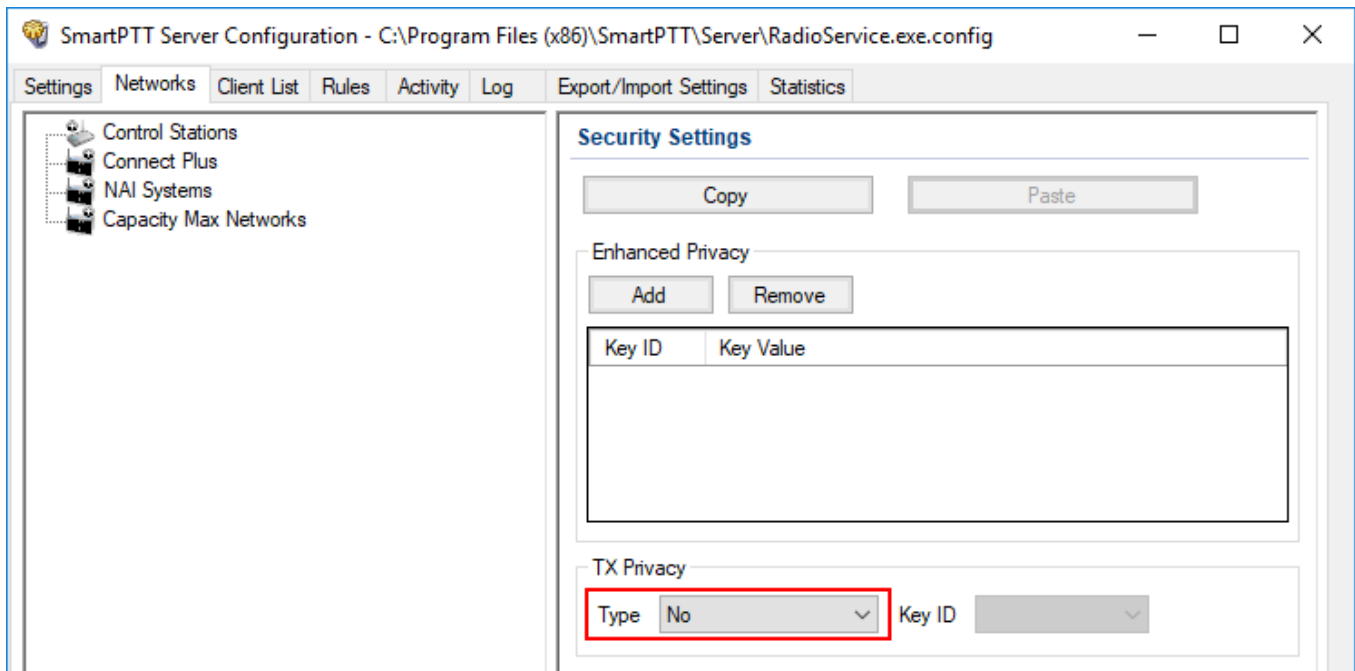 SmartPTT Server Configuration - C:\Program Files (x86)\SmartPTT\Server\RadioService.exe.config
Settings Networks Client List Rules Activity Log Export/Import Settings Statistics
Control Stations
Connect Plus
NAI Systems
Capacity Max Networks
Security Settings
Copy Paste
Enhanced Privacy
Add Remove
Key ID Key Value
TX Privacy
Type No Key ID